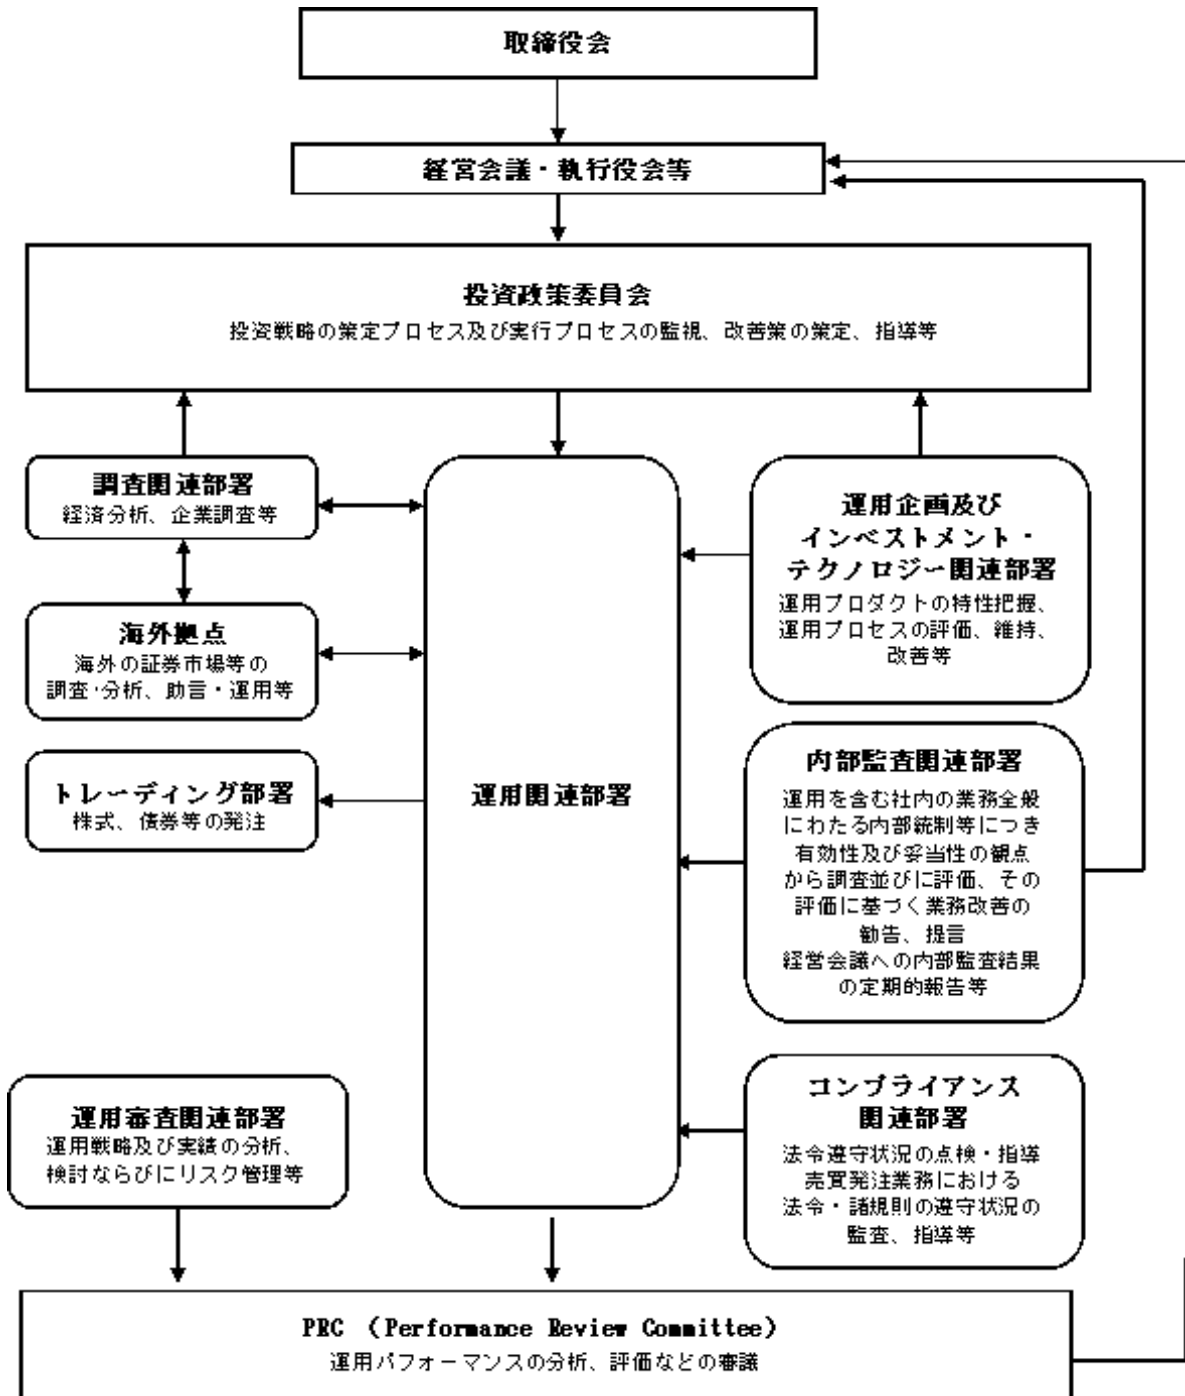 取締役会
経営会議・執行役会等
投資政策委員会
投資戦略の策定プロセス及び実行プロセスの監視、改善策の策定、指導等
調査関連部署
経済分析、企業調査等
海外拠点
海外の証券市場等の
調査・分析、助言・運用等
トレーディング部署
株式、債券等の発注
運用関連部署
運用企画及び
インベストメント・
テクノロジー関連部署
運用プロダクトの特性把握、
運用プロセスの評価、維持、
改善等
内部監査関連部署
運用を含む社内の業務全般
にわたる内部統制等につき
有効性及び妥当性の観点
から調査並びに評価、その
評価に基づく業務改善の
勧告、提言
経営会議への内部監査結果
の定期的報告等
コンプライアンス
関連部署
法令遵守状況の点検・指導
売買発注業務における
法令・諸規則の遵守状況の
監査、指導等
運用審査関連部署
運用戦略及び実績の分析、
検討ならびにリスク管理等
PRC （Performance Review Committee）
運用パフォーマンスの分析、評価などの審議